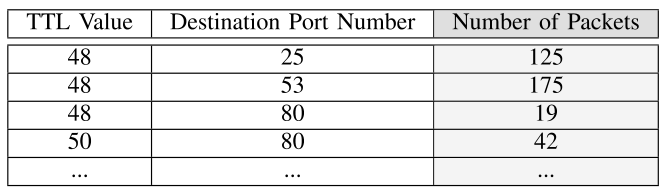 TTL Value Destination Port Number Number of Packets
48 25 125
48 53 175
48 80 19
50 80 42
... ... ...